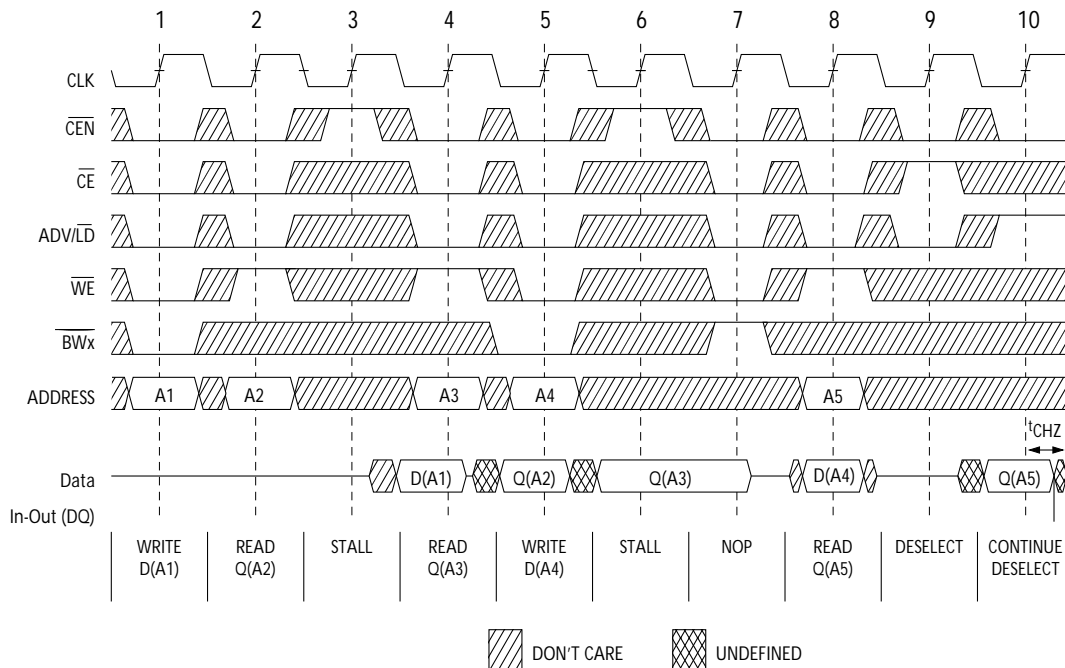 1 2 3 4 5 6 7 8 9 10
CLK
CEN
CE
ADV/LD
WE
BWx
ADDRESS A1 A2 A3 A4 A5
tCHZ
Data D(A1) Q(A2) Q(A3) D(A4) Q(A5)
In-Out (DQ)
WRITE READ STALL READ WRITE STALL NOP READ DESELECT CONTINUE
D(A1) Q(A2) Q(A3) D(A4) Q(A5) DESELECT
DON'T CARE UNDEFINED